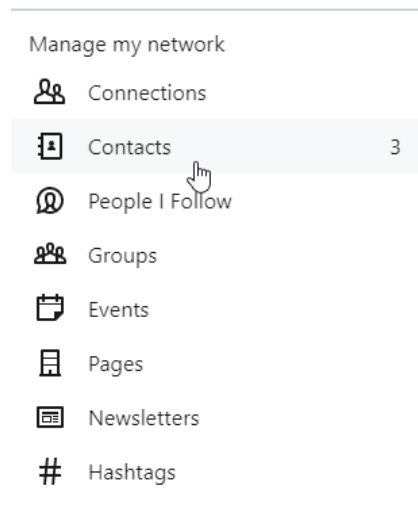 Manage my network
Connections
Contacts 3
People I Follow
Groups
Events
Pages
Newsletters
# Hashtags